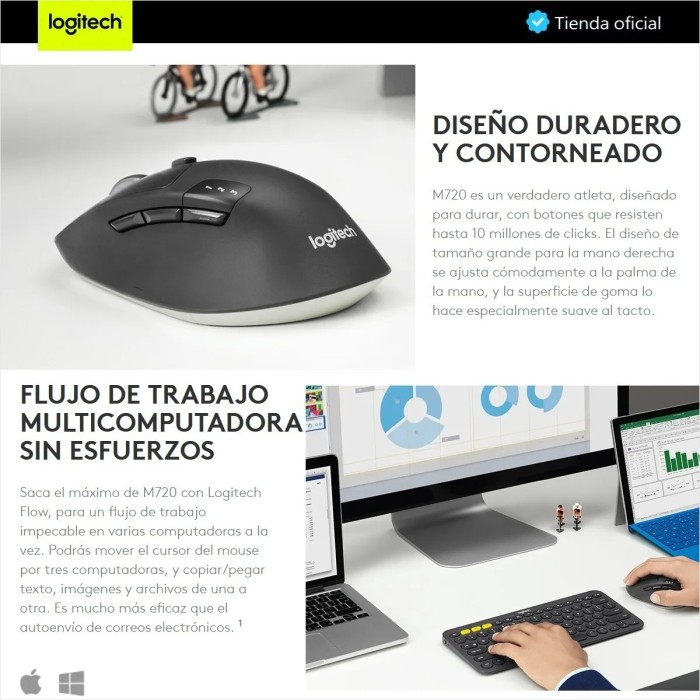 logitech
Tienda oficial
1 2 3
logitech
DISEÑO DURADERO
Y CONTORNEADO
M720 es un verdadero atleta, diseñado
para durar, con botones que resisten
hasta 10 millones de clicks. El diseño de
tamaño grande para la mano derecha
se ajusta cómodamente a la palma de
la mano, y la superficie de goma lo
hace especialmente suave al tacto.
FLUJO DE TRABAJO
MULTICOMPUTADORA
SIN ESFUERZOS
Saca el máximo de M720 con Logitech
Flow, para un flujo de trabajo
impecable en varias computadoras a la
vez. Podrás mover el cursor del mouse
por tres computadoras, y copiar/pegar
texto, imágenes y archivos de una a
otra. Es mucho más eficaz que el
autoenvío de correos electrónicos. ¹